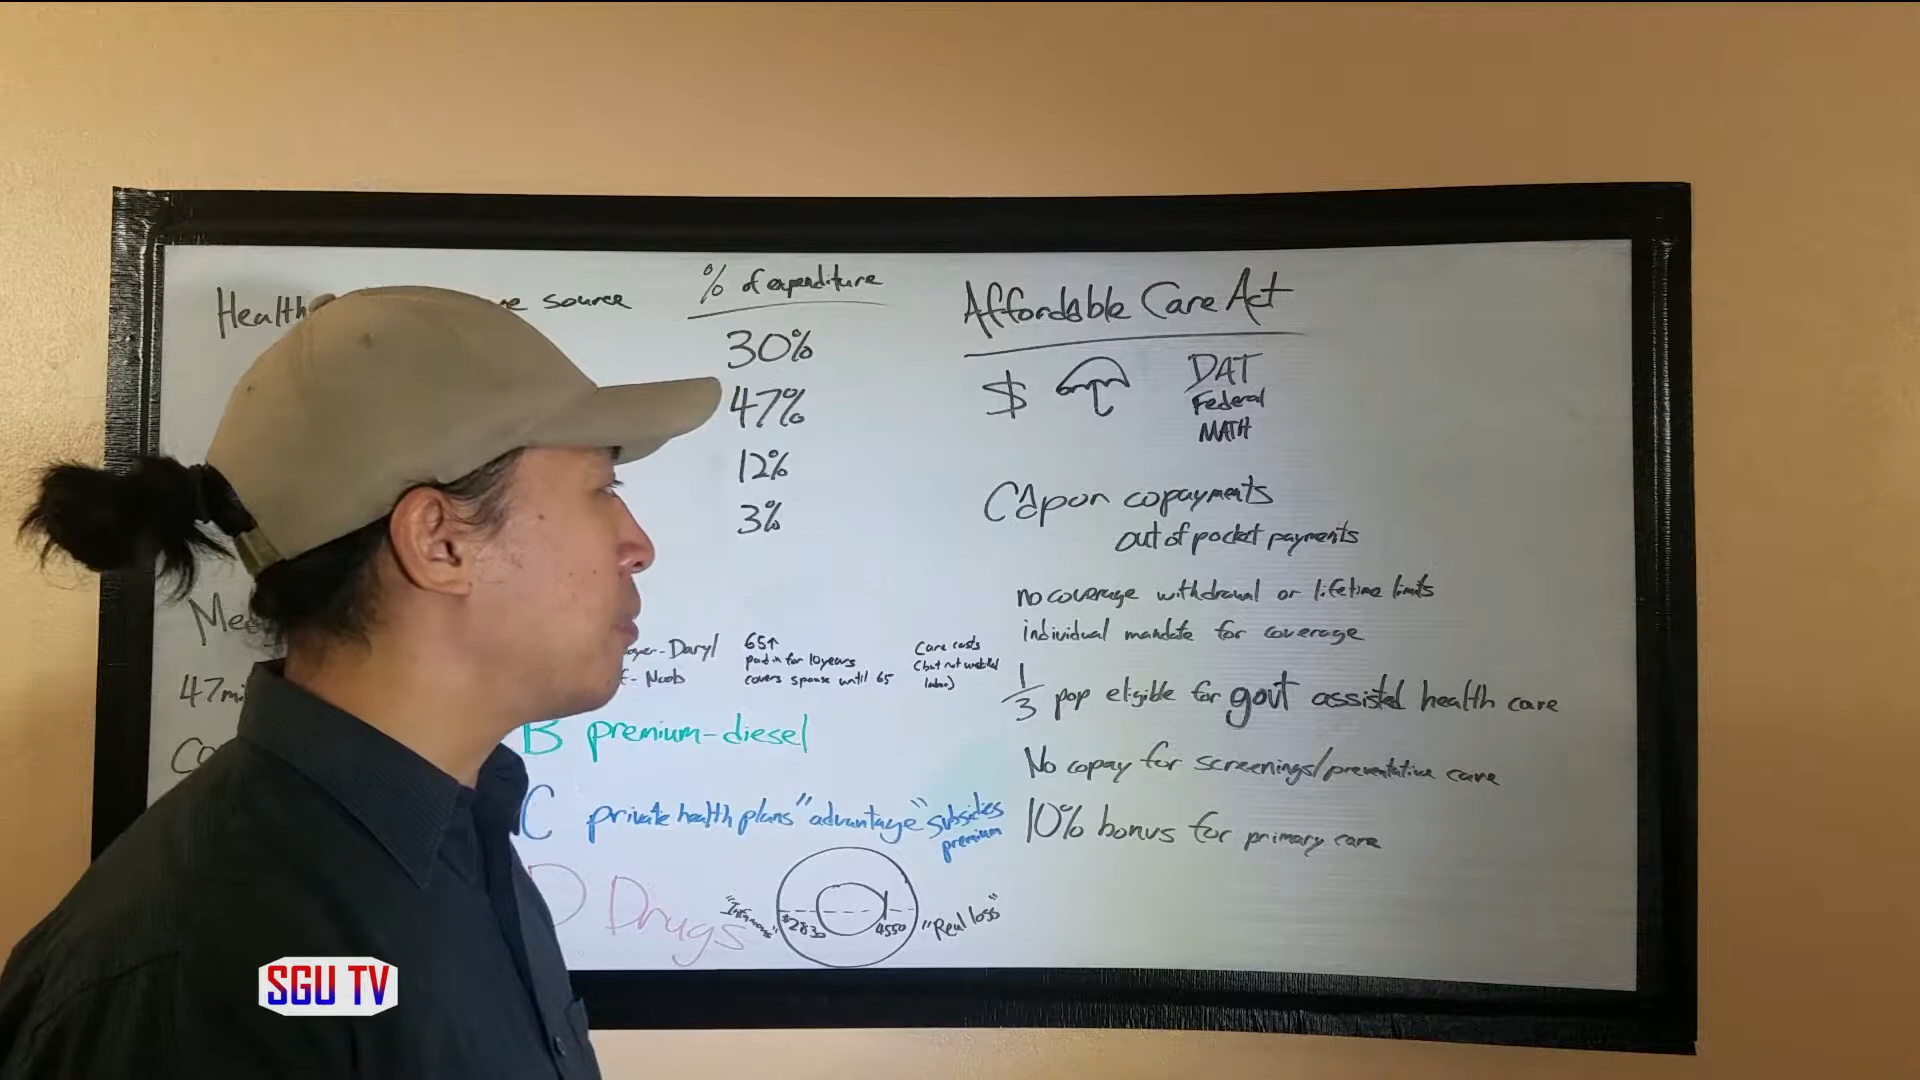 Health
source
% of expenditure
30%
47%
12%
3%
Med
47mi
Co
-Daryl
65↑
paid in for 10 years
covers spouse until 65
- Noob
Care costs
(but not
labor)
B premium-diesel
C private health plans "advantage" subsidies
premium
D Drugs
$2830
4550
"Real loss"
Affordable Care Act
$
DAT
Federal
MATH
Cap on copayments
out of pocket payments
no coverage withdrawal or lifetime limits
individual mandate for coverage
1/3 pop eligible for govt assisted health care
No copay for screenings/preventative care
10% bonus for primary care
SGU TV